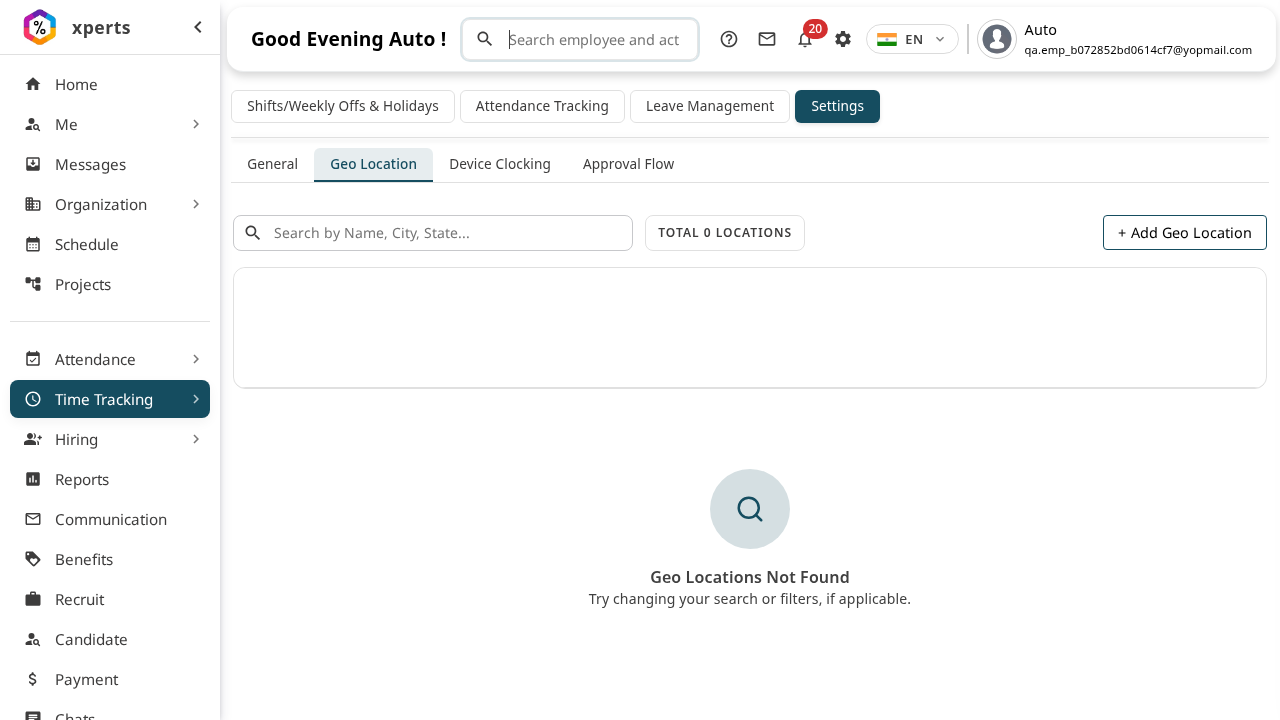 xperts
Good Evening Auto !
Search employee and act
20
EN
Auto
qa.emp_b072852bd0614cf7@yopmail.com
Home
Me
Messages
Organization
Schedule
Projects
Attendance
Time Tracking
Hiring
Reports
Communication
Benefits
Recruit
Candidate
Payment
Chats
Shifts/Weekly Offs & Holidays
Attendance Tracking
Leave Management
Settings
General
Geo Location
Device Clocking
Approval Flow
Search by Name, City, State...
TOTAL 0 LOCATIONS
+ Add Geo Location
Geo Locations Not Found
Try changing your search or filters, if applicable.